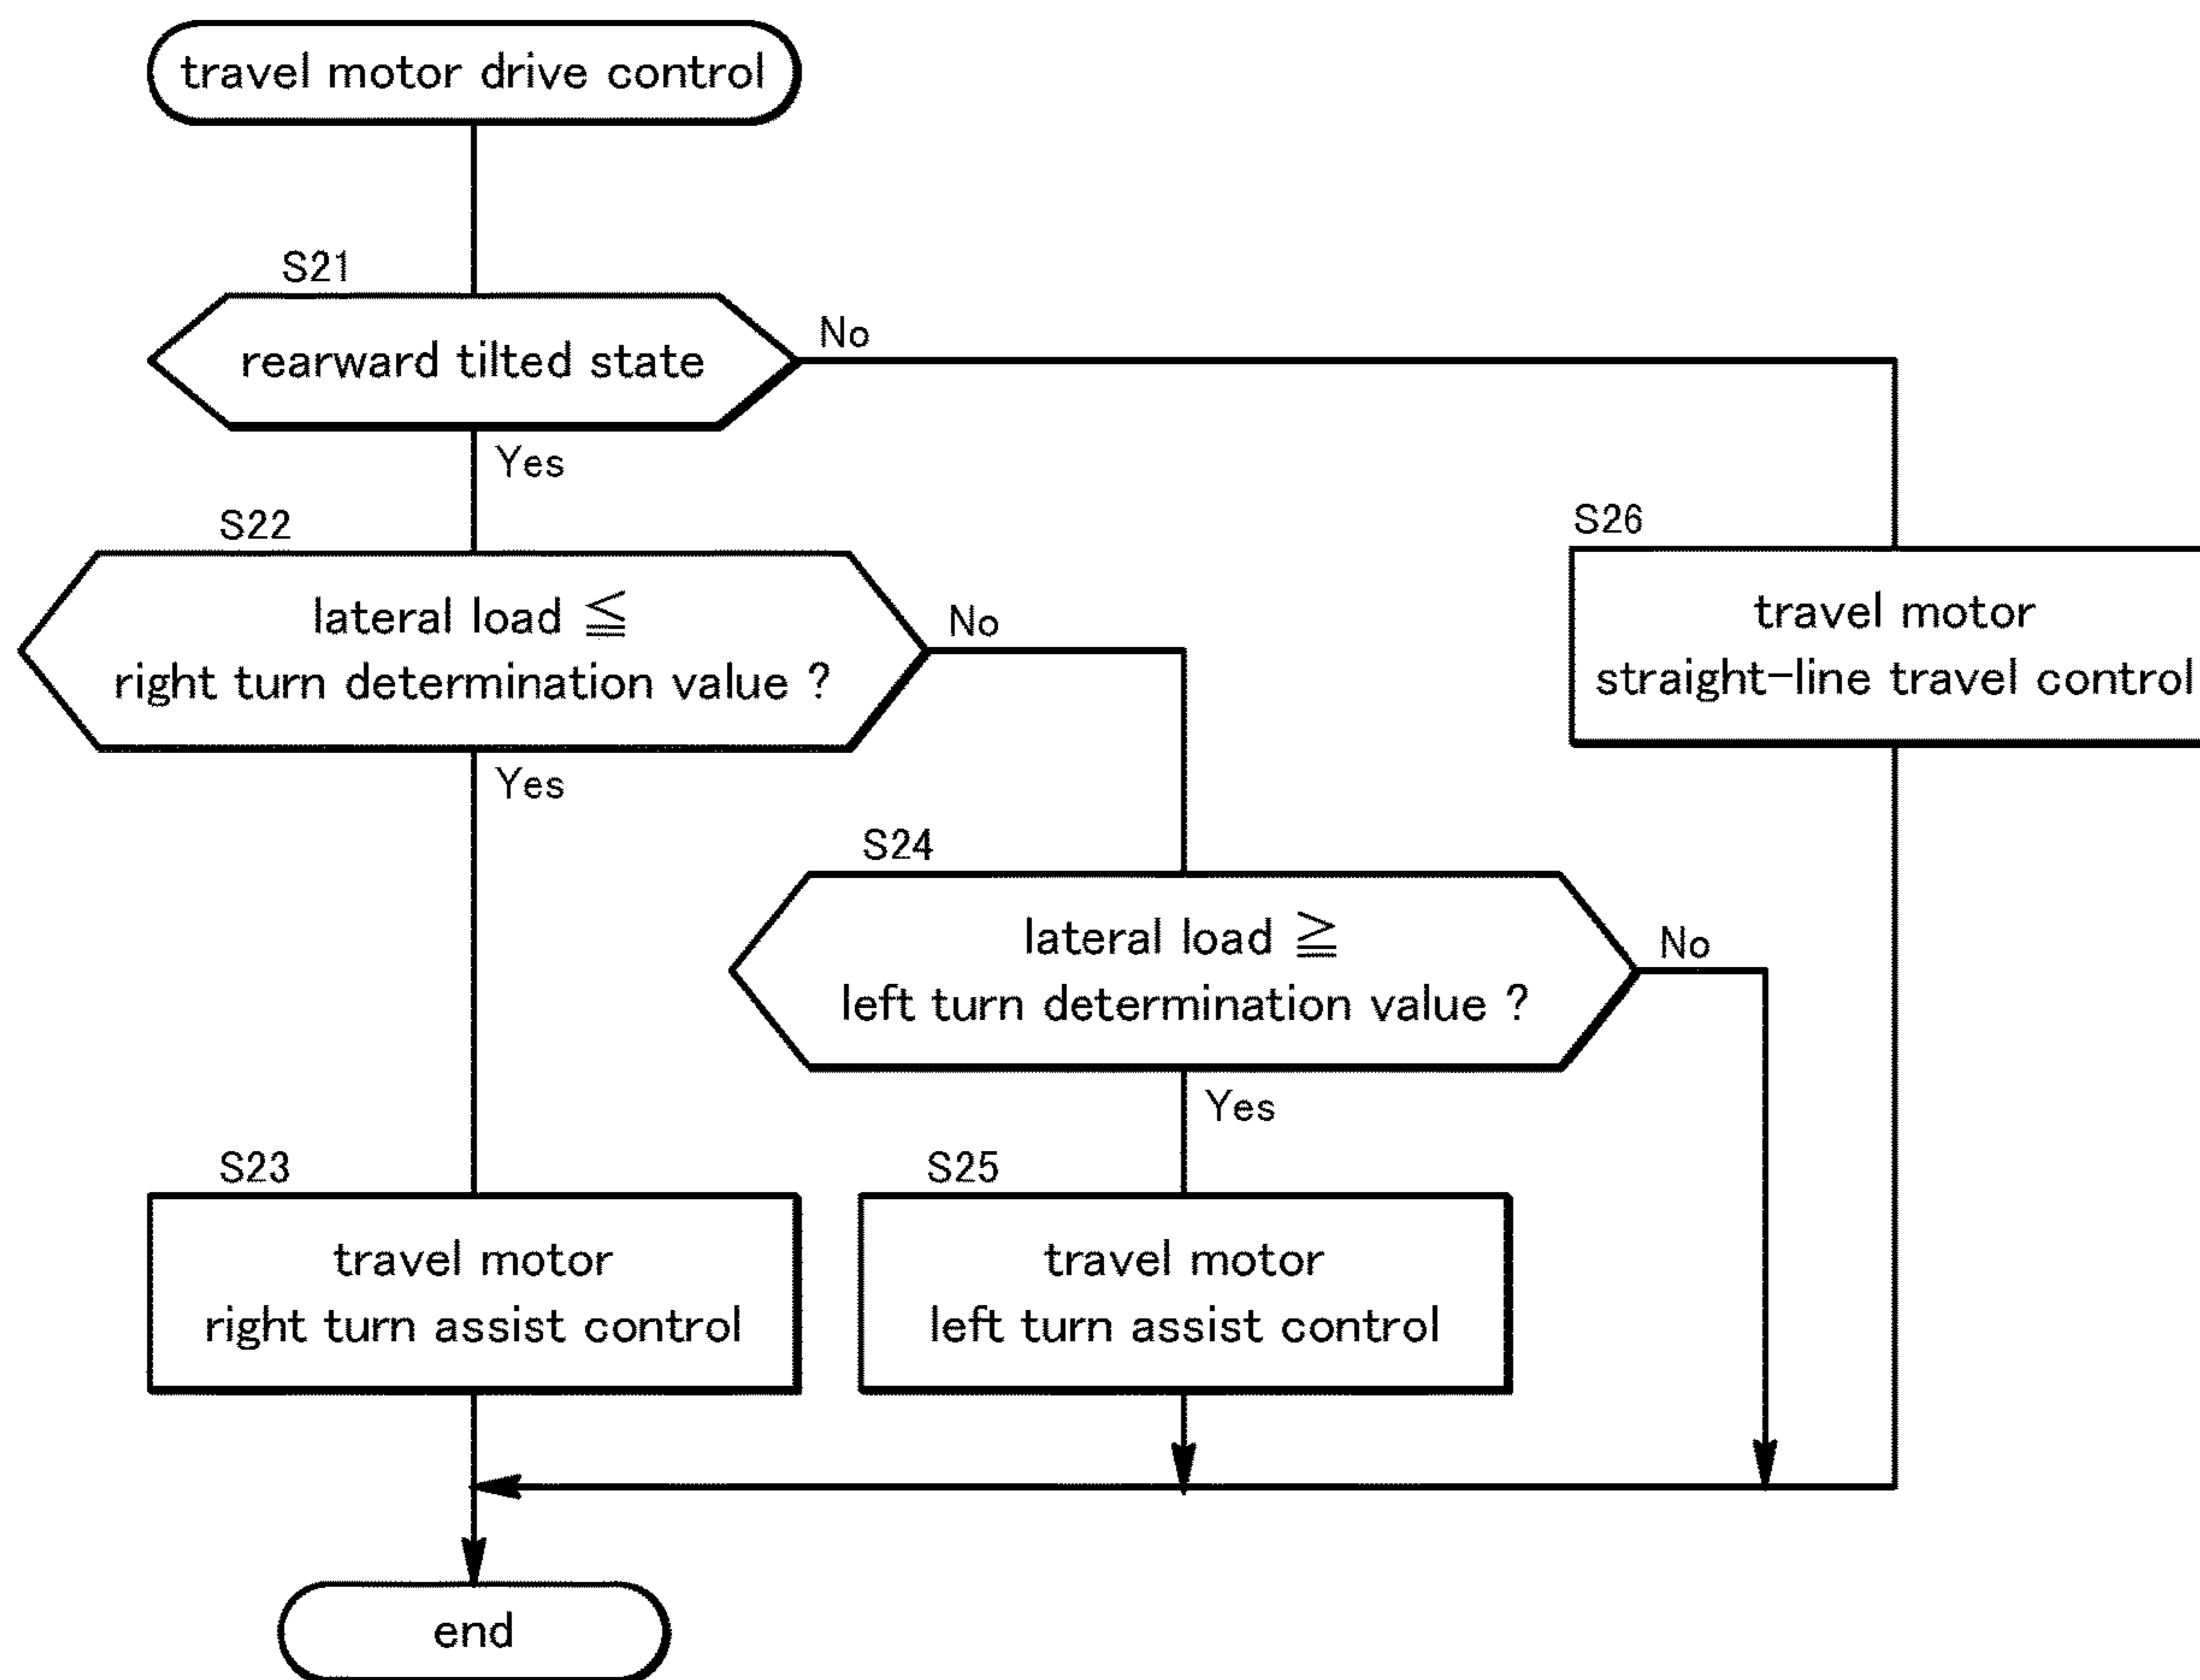 travel motor drive control
S21
rearward tilted state
No
Yes
S22
lateral load ≦
right turn determination value ?
No
Yes
S26
travel motor
straight-line travel control
S24
lateral load ≧
left turn determination value ?
No
Yes
S23
travel motor
right turn assist control
S25
travel motor
left turn assist control
end